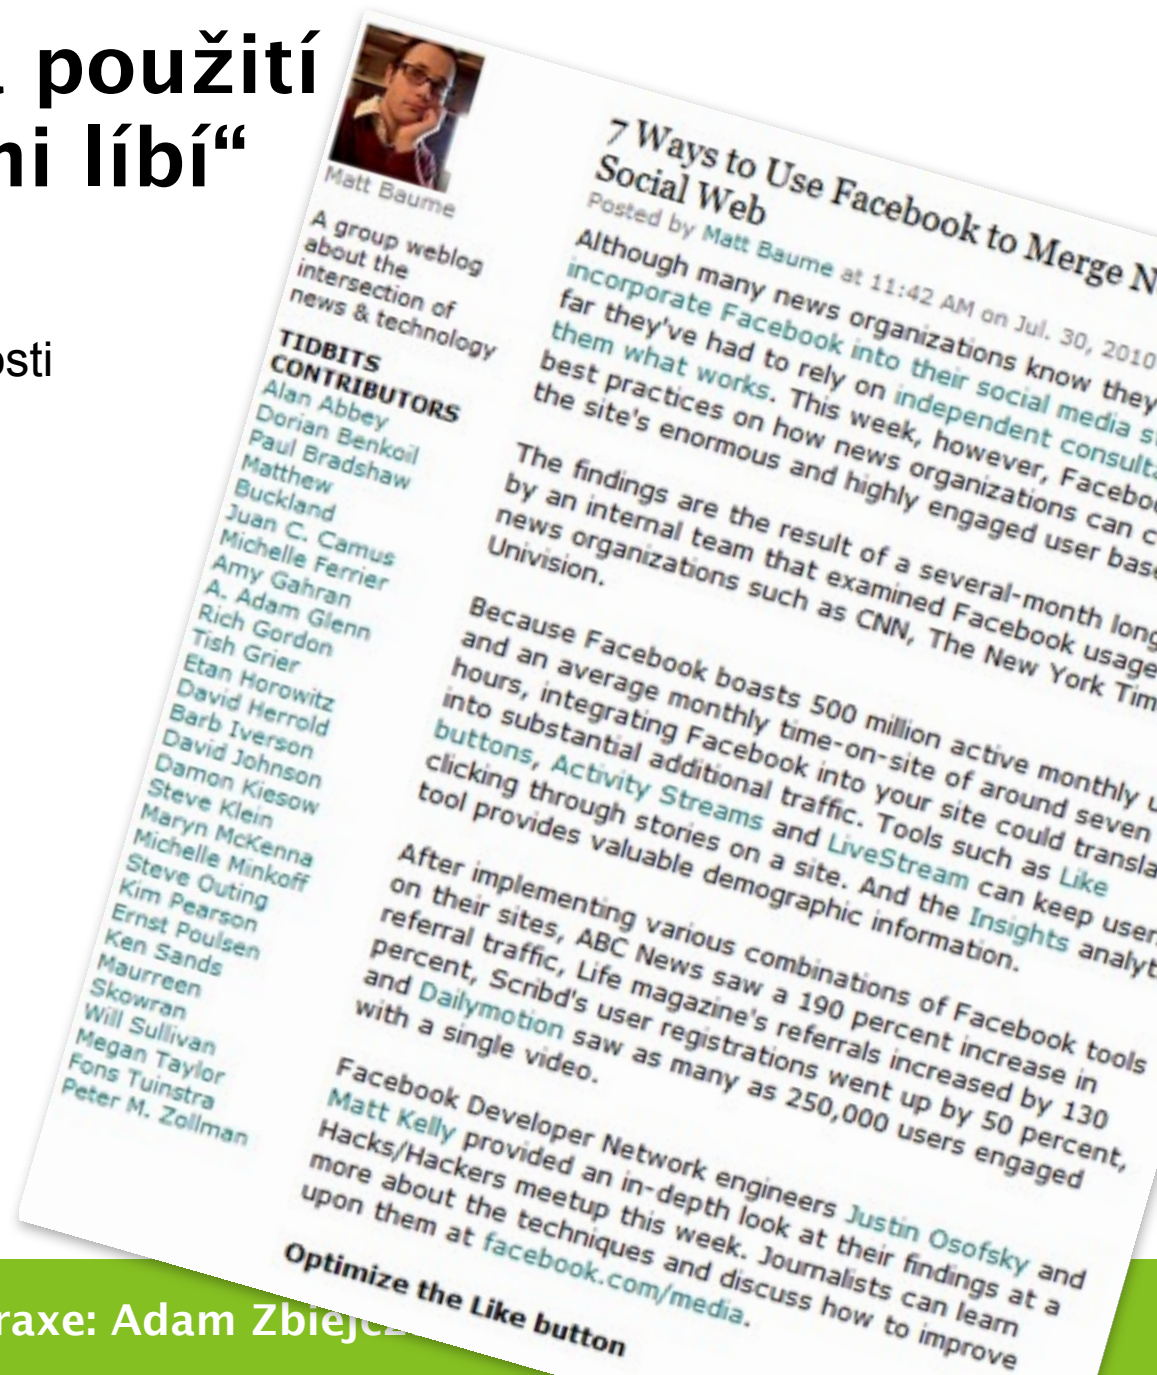 použití
mi líbí“
osti
Matt Baume
A group weblog
about the
intersection of
news & technology
TIDBITS
CONTRIBUTORS
Alan Abbey
Dorian Benkoil
Paul Bradshaw
Matthew
Buckland
Juan C. Camus
Michelle Ferrier
Amy Gahran
A. Adam Glenn
Rich Gordon
Tish Grier
Etan Horowitz
David Herrold
Barb Iverson
David Johnson
Damon Kiesow
Steve Klein
Maryn McKenna
Michelle Minkoff
Steve Outing
Kim Pearson
Ernst Poulsen
Ken Sands
Maurreen
Skowran
Will Sullivan
Megan Taylor
Fons Tuinstra
Peter M. Zollman
7 Ways to Use Facebook to Merge N
Social Web
Posted by Matt Baume at 11:42 AM on Jul. 30, 2010
Although many news organizations know they
incorporate Facebook into their social media st
far they've had to rely on independent consulta
them what works. This week, however, Faceboo
best practices on how news organizations can c
the site's enormous and highly engaged user base
The findings are the result of a several-month long
by an internal team that examined Facebook usage
news organizations such as CNN, The New York Tim
Univision.
Because Facebook boasts 500 million active monthly u
and an average monthly time-on-site of around seven
hours, integrating Facebook into your site could transla
into substantial additional traffic. Tools such as Like
buttons, Activity Streams and LiveStream can keep user
clicking through stories on a site. And the Insights analyt
tool provides valuable demographic information.
After implementing various combinations of Facebook tools
on their sites, ABC News saw a 190 percent increase in
referral traffic, Life magazine's referrals increased by 130
percent, Scribd's user registrations went up by 50 percent,
and Dailymotion saw as many as 250,000 users engaged
with a single video.
Facebook Developer Network engineers Justin Osofsky and
Matt Kelly provided an in-depth look at their findings at a
Hacks/Hackers meetup this week. Journalists can learn
more about the techniques and discuss how to improve
upon them at facebook.com/media.
Optimize the Like button
raxe: Adam Zbiejcz